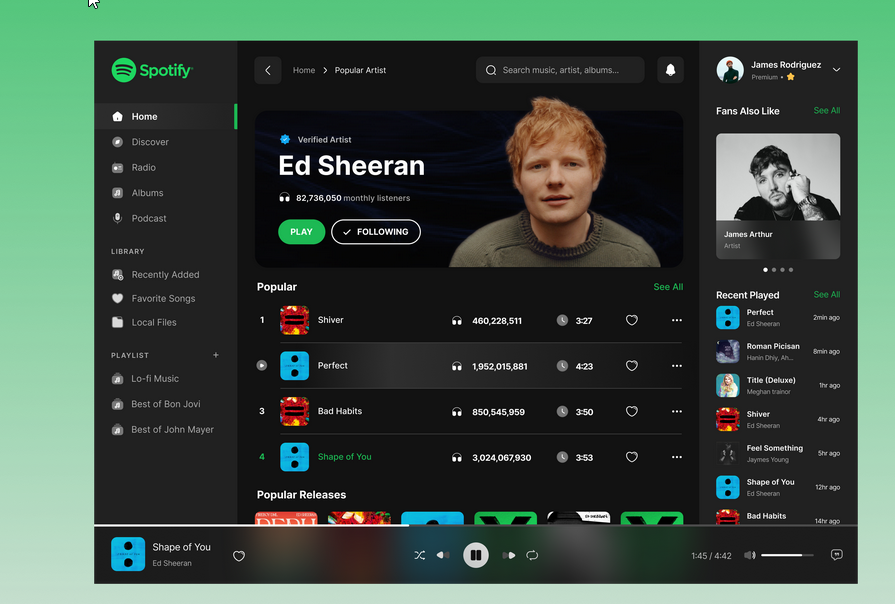 Spotify
Home
Discover
Radio
Albums
Podcast
LIBRARY
Recently Added
Favorite Songs
Local Files
PLAYLIST +
Lo-fi Music
Best of Bon Jovi
Best of John Mayer
Home > Popular Artist
Search music, artist, albums...
Verified Artist
Ed Sheeran
82,736,050 monthly listeners
PLAY
FOLLOWING
Popular See All
1 Shiver 460,228,511 3:27
Perfect 1,952,015,881 4:23
3 Bad Habits 850,545,959 3:50
4 Shape of You 3,024,067,930 3:53
Popular Releases
James Rodriguez
Premium •
Fans Also Like See All
James Arthur
Artist
Recent Played See All
Perfect
Ed Sheeran
2min ago
Roman Picisan
Hanin Dhiy, Ah...
8min ago
Title (Deluxe)
Meghan trainor
1hr ago
Shiver
Ed Sheeran
4hr ago
Feel Something
Jaymes Young
5hr ago
Shape of You
Ed Sheeran
12hr ago
Bad Habits
14hr ago
Shape of You
Ed Sheeran
1:45 / 4:42